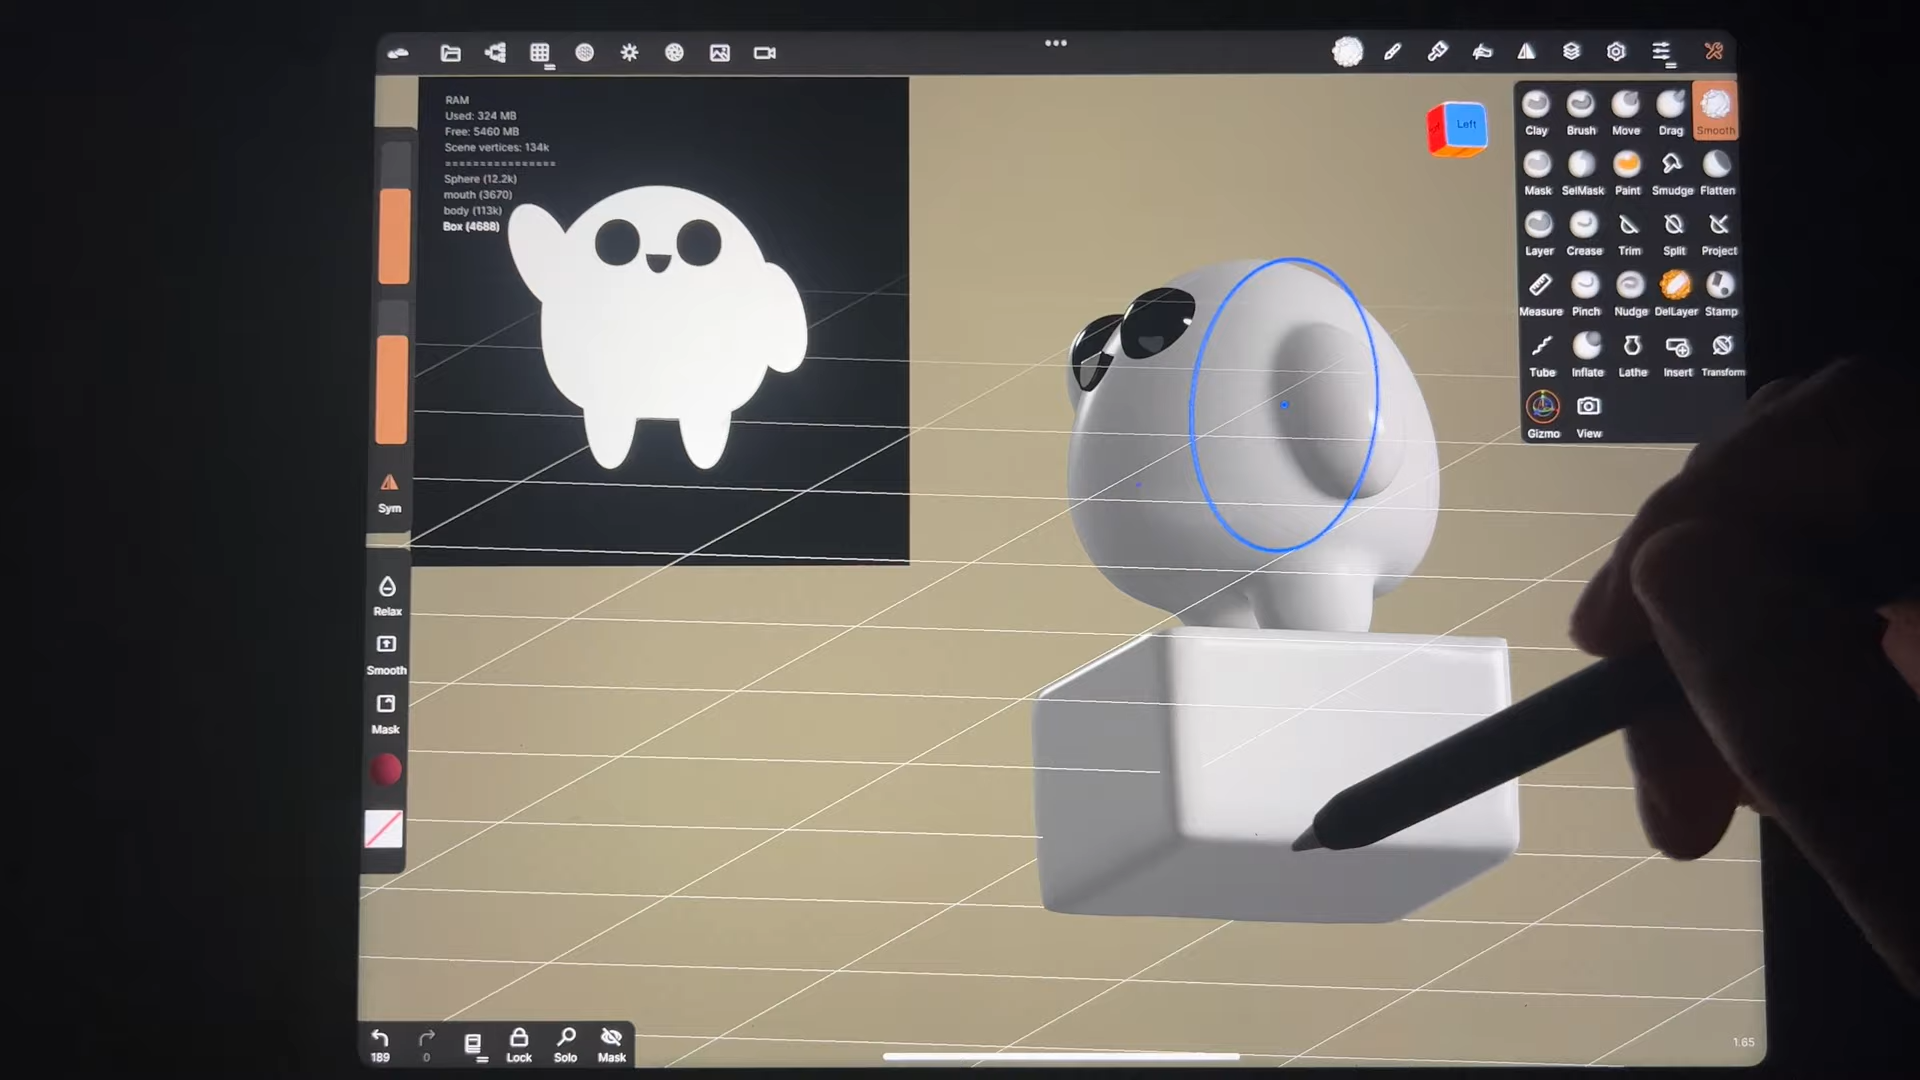 RAM
Used: 324 MB
Free: 5460 MB
Scene vertices: 134k
================
Sphere (12.2k)
mouth (3670)
body (113k)
Box (4688)
Left
Clay Brush Move Drag Smooth
Mask SelMask Paint Smudge Flatten
Layer Crease Trim Split Project
Measure Pinch Nudge DelLayer Stamp
Tube Inflate Lathe Insert Transform
Gizmo View
Sym
Relax
Smooth
Mask
189 0 Lock Solo Mask
1.65